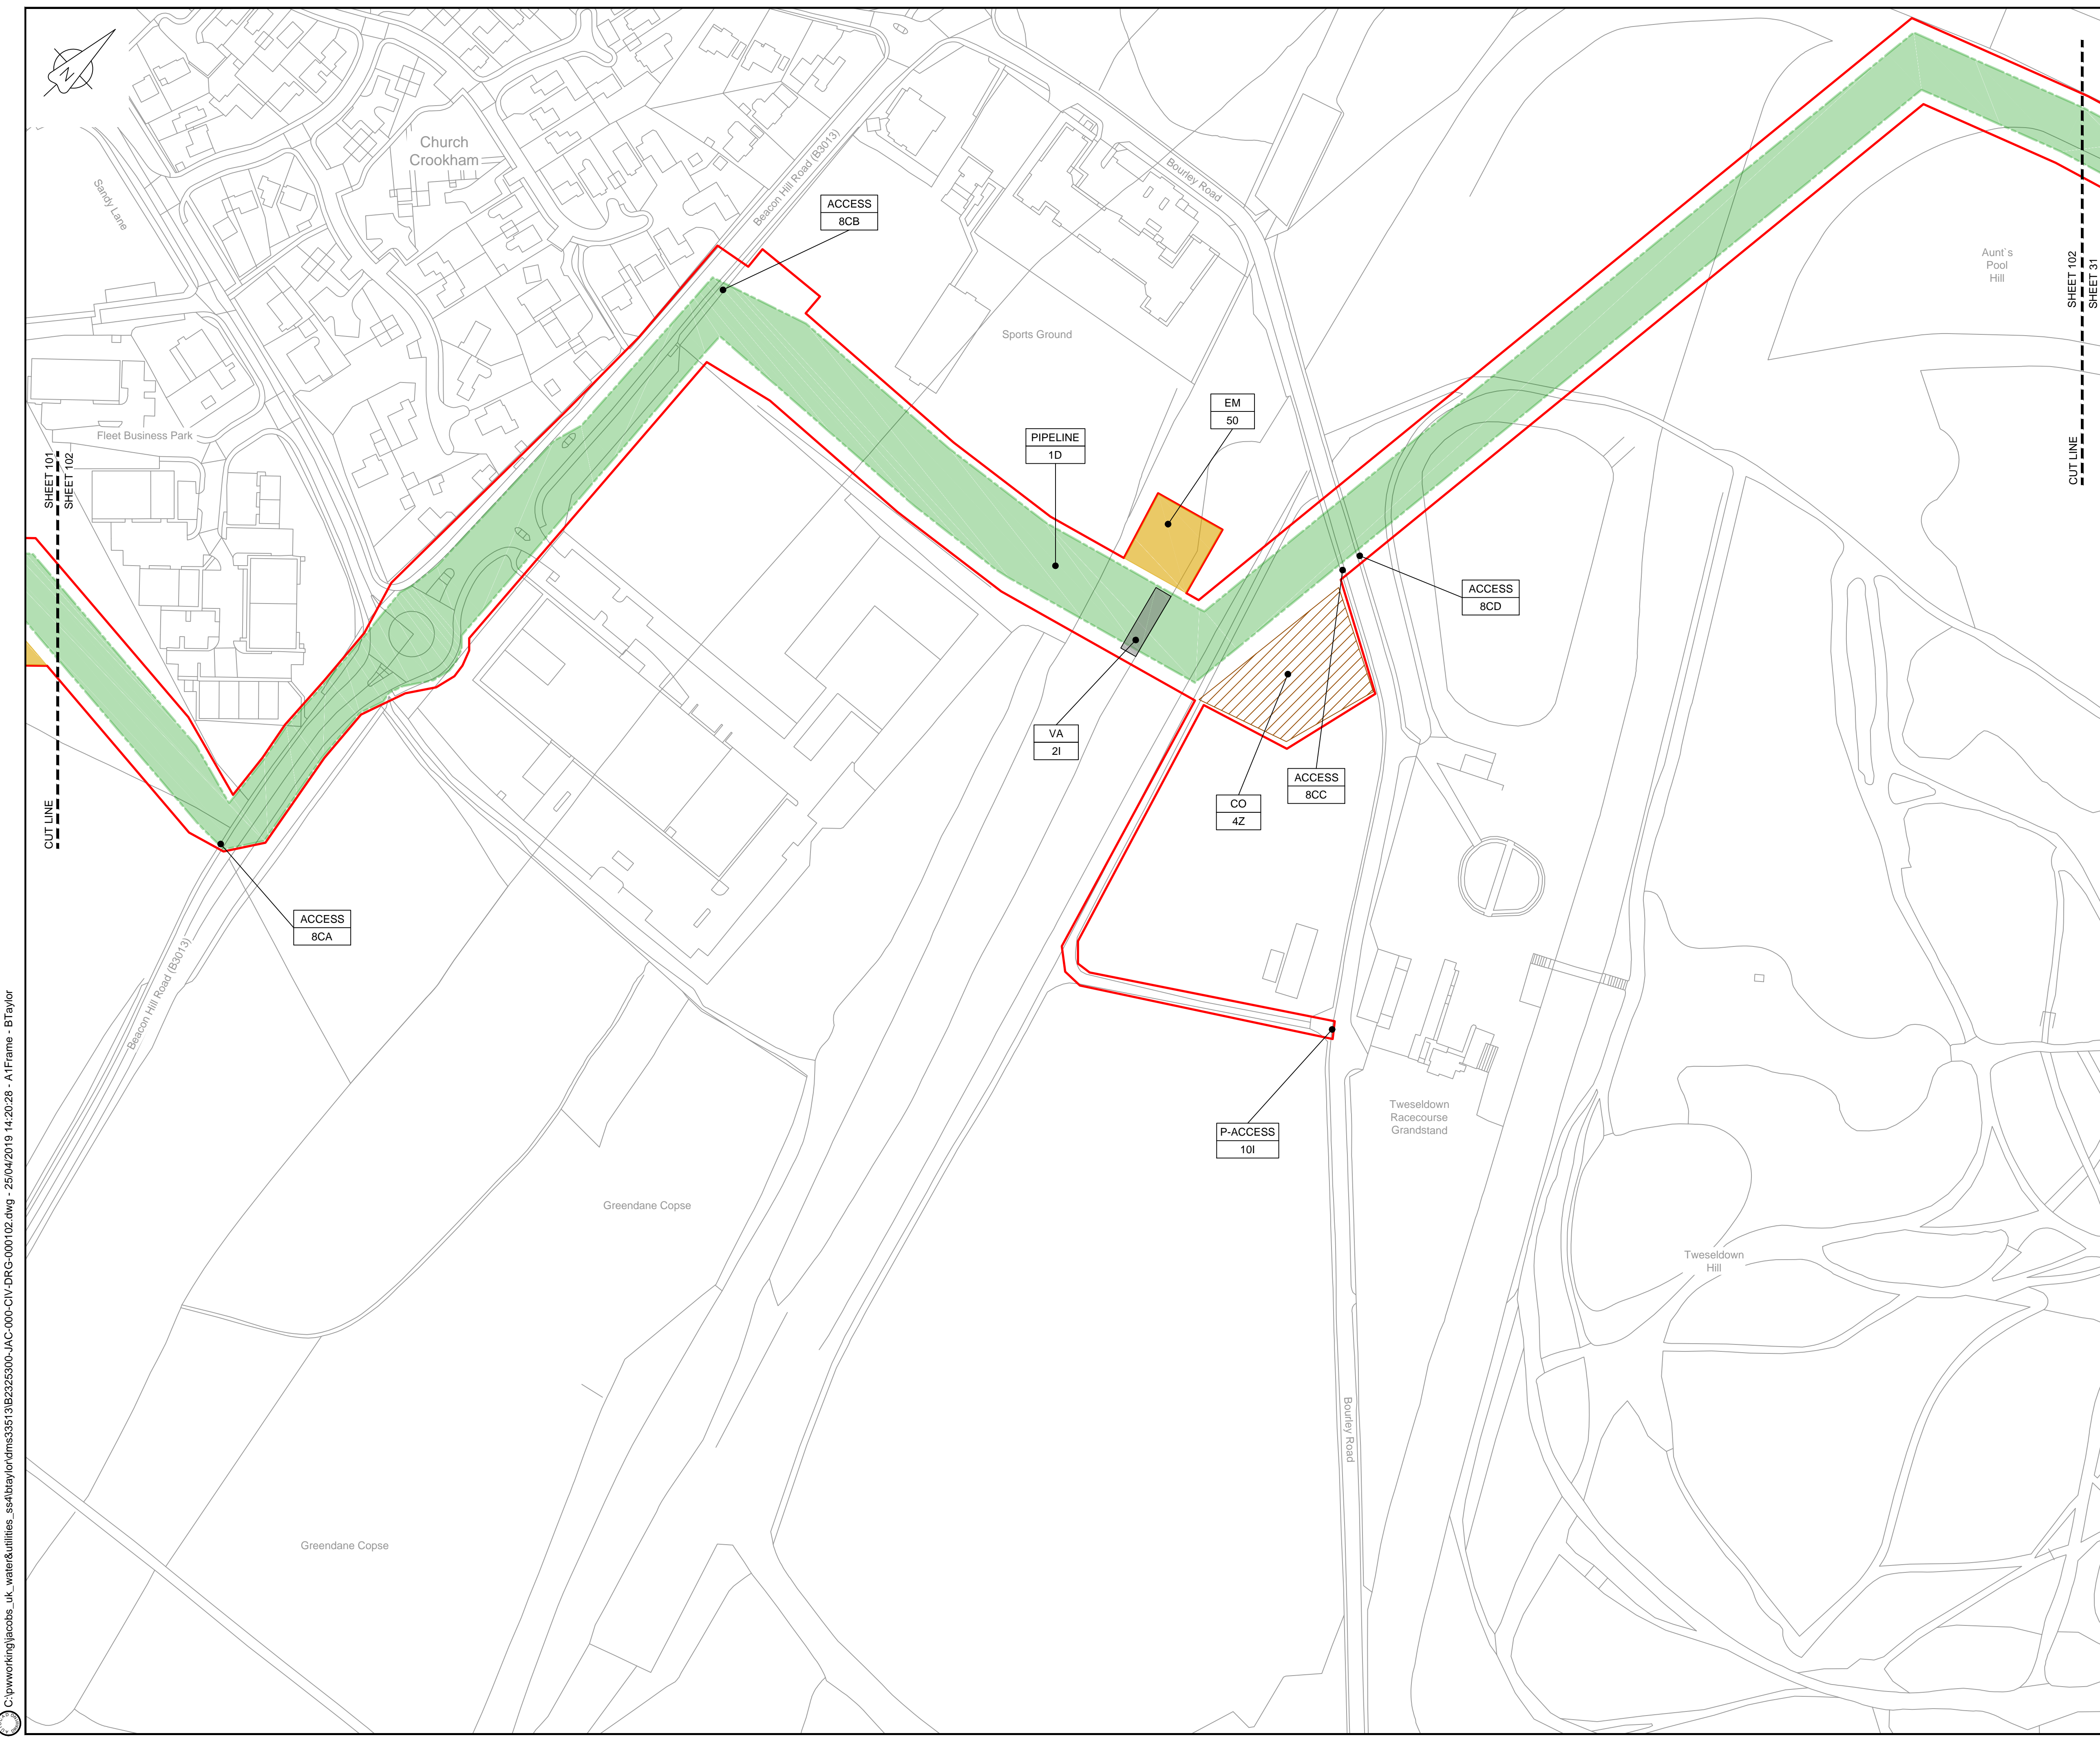 N
Church
Crookham
Sandy Lane
Beacon Hill Road (B3013)
Bourley Road
ACCESS
8CB
Aunt`s
Pool
Hill
SHEET 102
SHEET 31
CUT LINE
Sports Ground
Fleet Business Park
SHEET 101
SHEET 102
CUT LINE
EM
50
PIPELINE
1D
ACCESS
8CD
VA
2I
ACCESS
8CC
CO
4Z
ACCESS
8CA
Beacon Hill Road (B3013)
P-ACCESS
10I
Tweseldown
Racecourse
Grandstand
Greendane Copse
Tweseldown
Hill
Bourley Road
Greendane Copse
C:\pwworking\jacobs_uk_water&utilities_ss4\btaylor\dms33513\B2325300-JAC-000-CIV-DRG-000102.dwg - 25/04/2019 14:20:28 - A1Frame - BTaylor